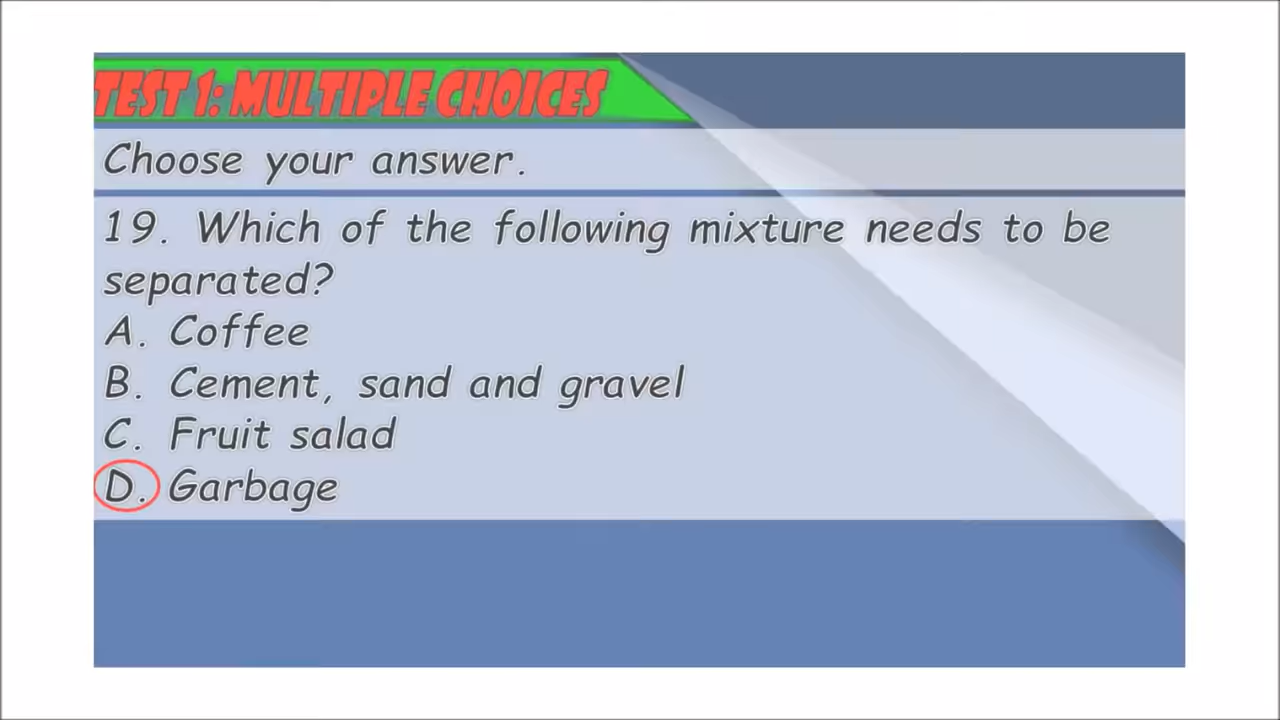 TEST 1: MULTIPLE CHOICES
Choose your answer.
19. Which of the following mixture needs to be
separated?
A. Coffee
B. Cement, sand and gravel
C. Fruit salad
D. Garbage